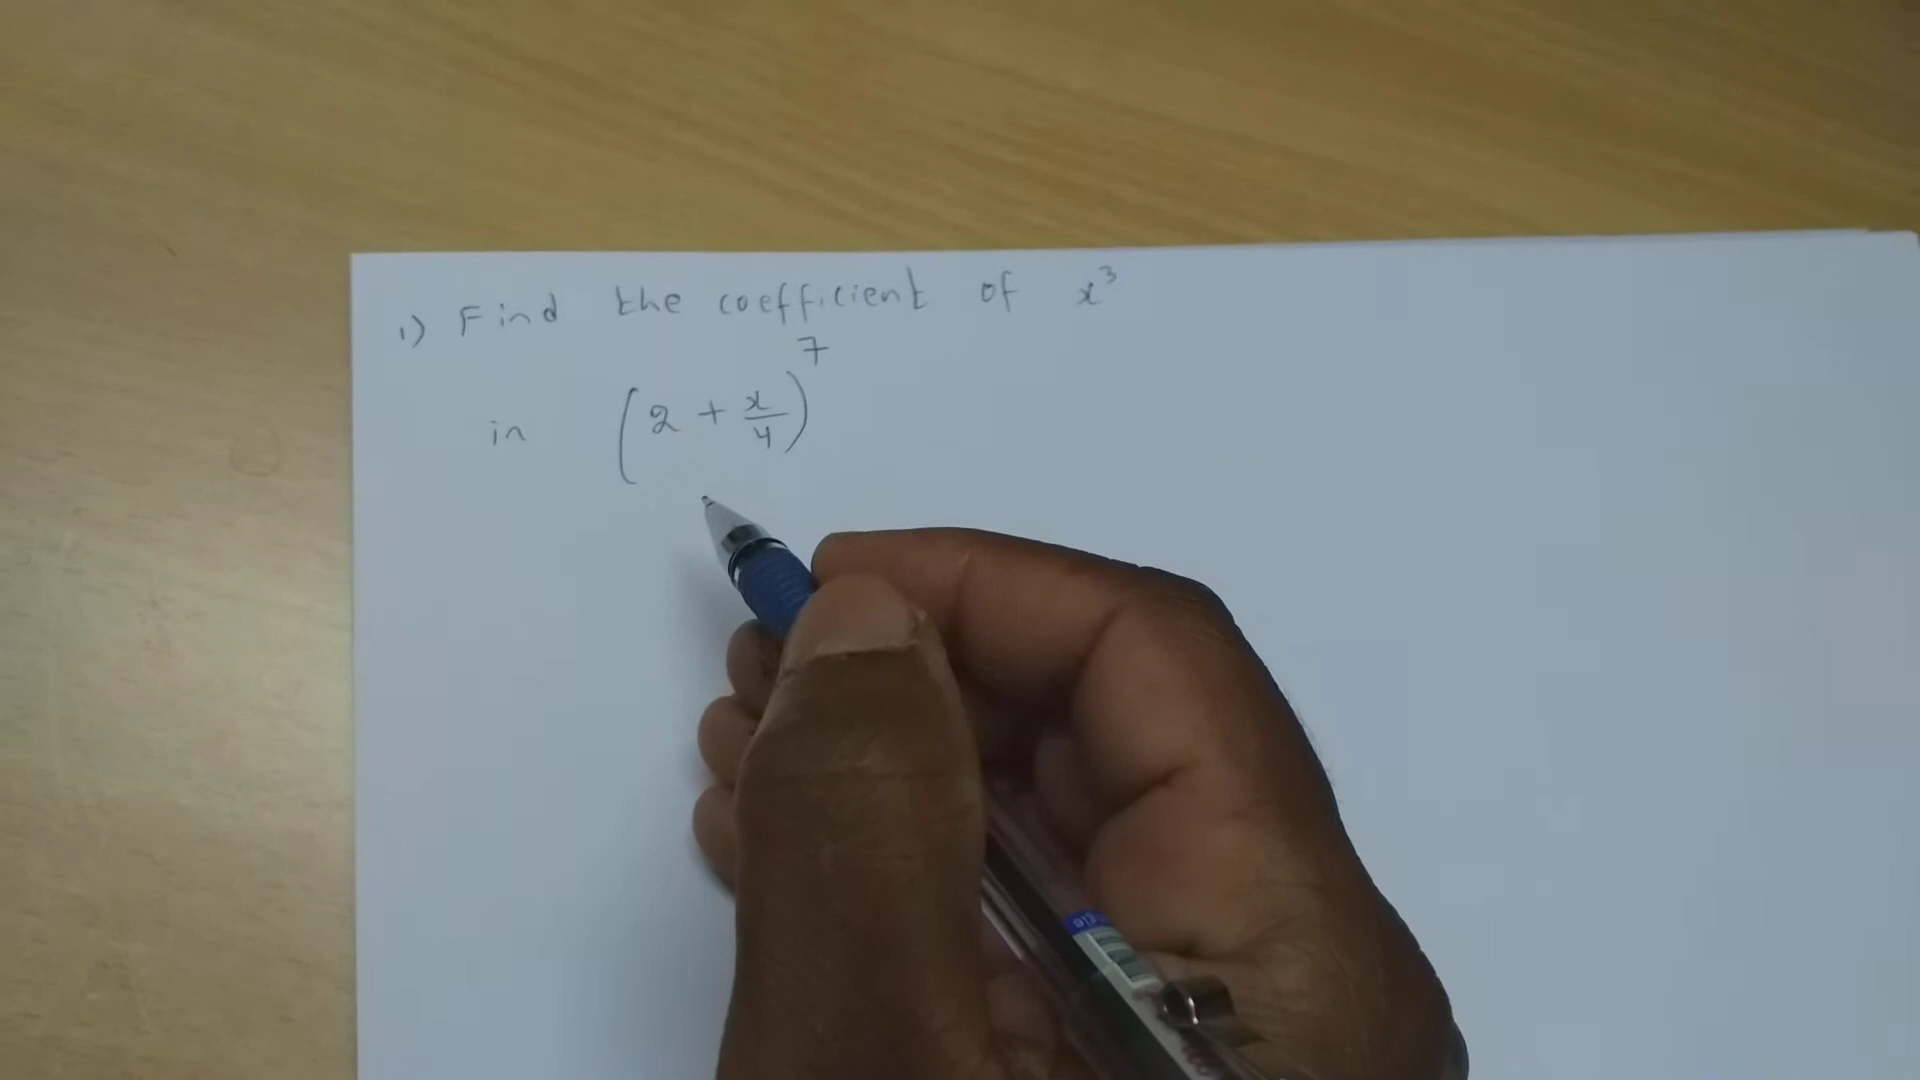 1) Find the coefficient of x³
in (2 + x/4)⁷